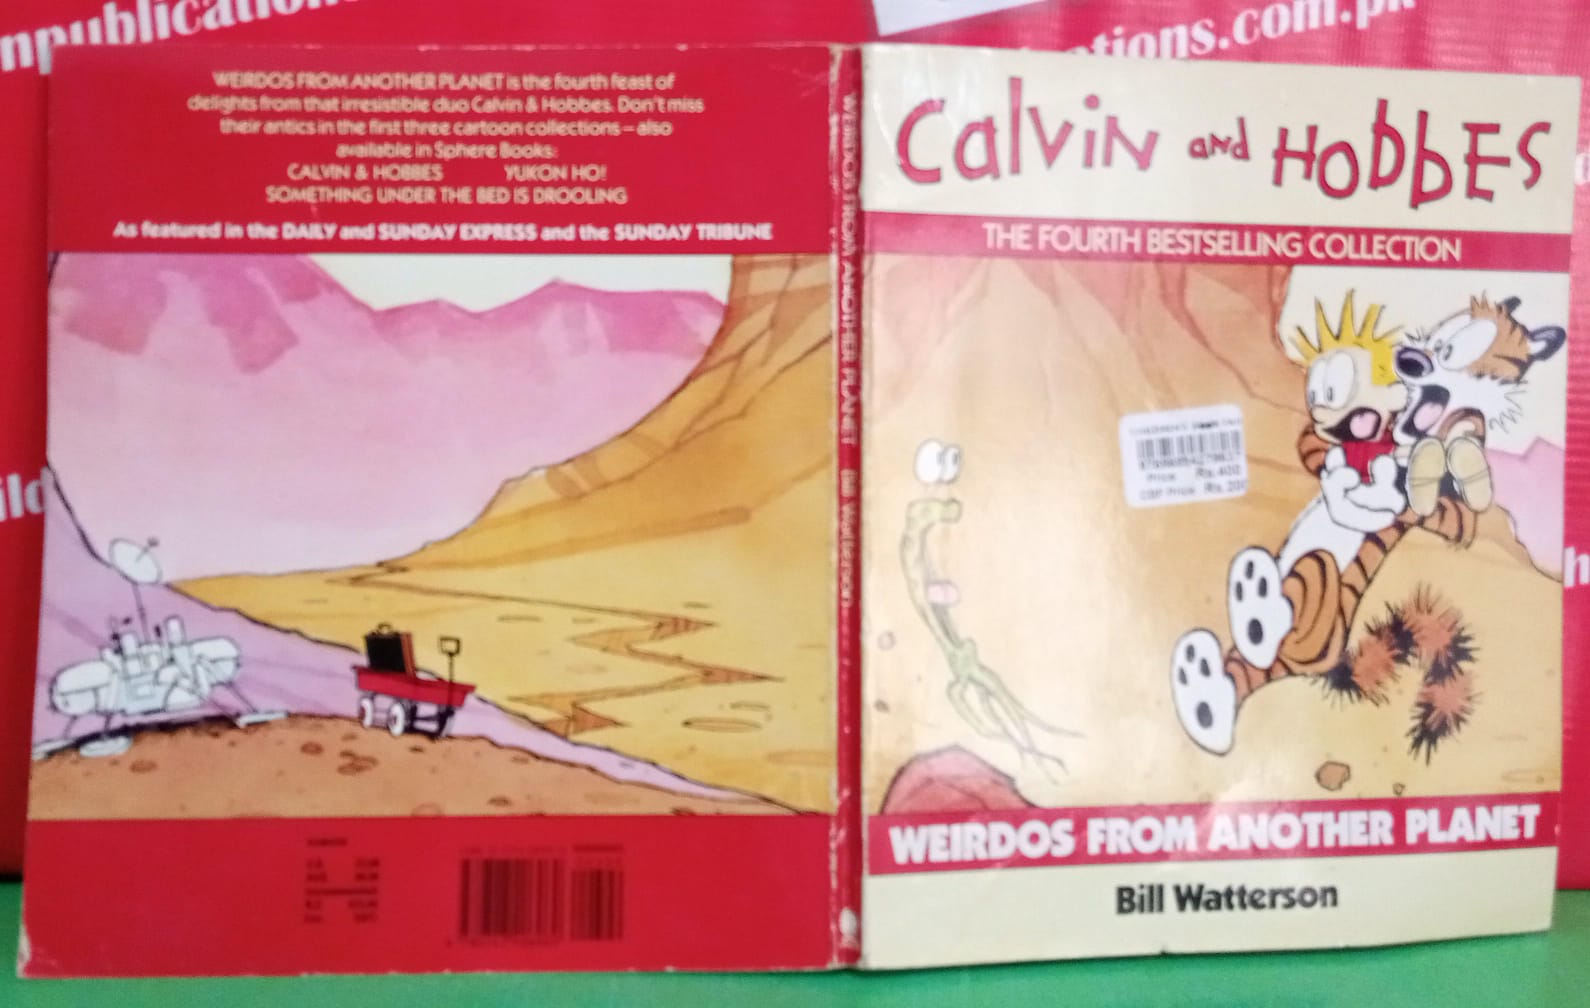 npublication
ations.com.pk
WEIRDOS FROM ANOTHER PLANET is the fourth feast of
delights from that irresistible duo Calvin & Hobbes. Don't miss
their antics in the first three cartoon collections – also
available in Sphere Books:
CALVIN & HOBBES YUKON HO!
SOMETHING UNDER THE BED IS DROOLING
As featured in the DAILY and SUNDAY EXPRESS and the SUNDAY TRIBUNE
WEIRDOS FROM ANOTHER PLANET Bill Watterson
Calvin and HobbEs
THE FOURTH BESTSELLING COLLECTION
Price Rs.400
GBP Price Rs.200
WEIRDOS FROM ANOTHER PLANET
Bill Watterson